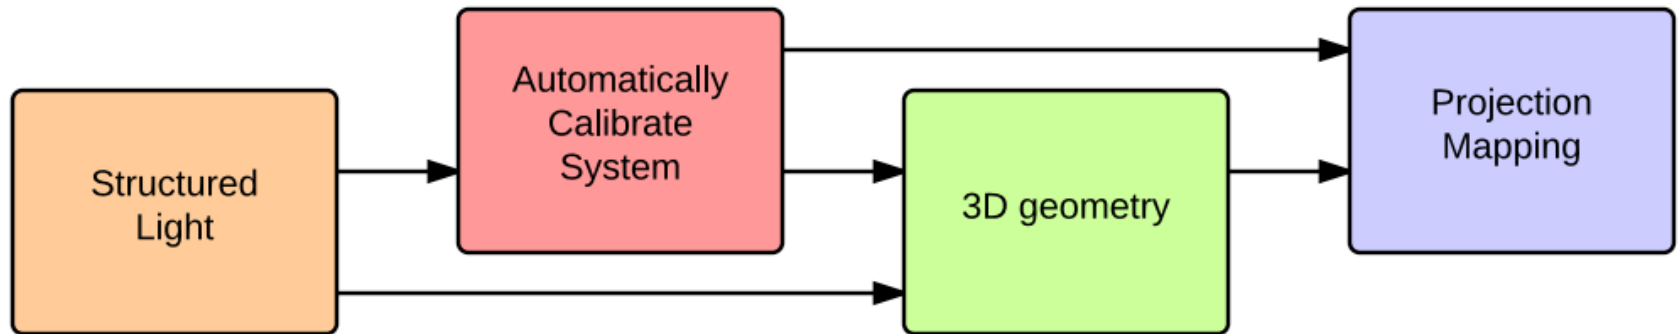 Structured
Light
Automatically
Calibrate
System
3D geometry
Projection
Mapping